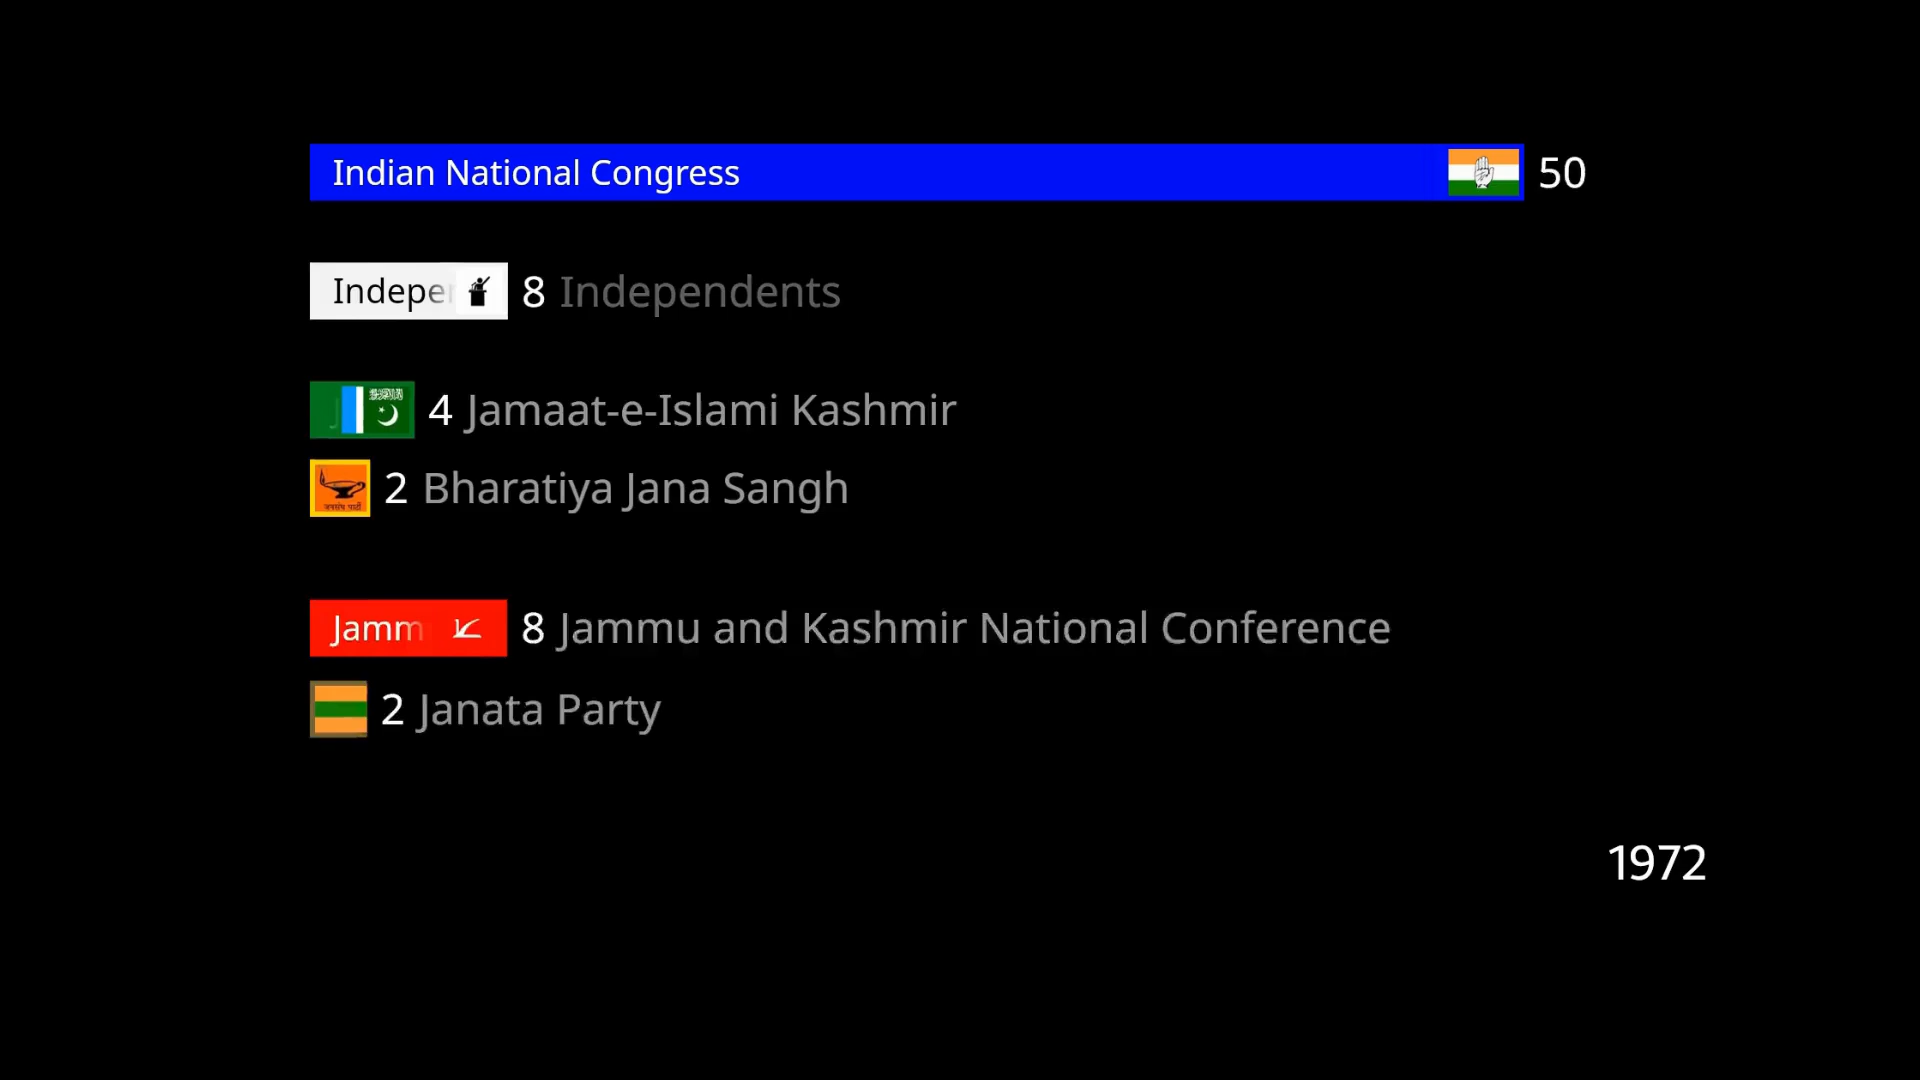 Indian National Congress 50
Indepe 8 Independents
J 4 Jamaat-e-Islami Kashmir
2 Bharatiya Jana Sangh
Jamm 8 Jammu and Kashmir National Conference
2 Janata Party
1972